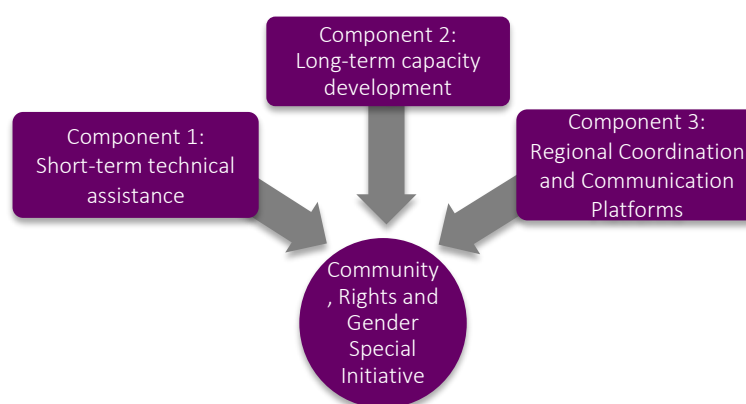 Component 1:
Short-term technical
assistance
Component 2:
Long-term capacity
development
Component 3:
Regional Coordination
and Communication
Platforms
Community
, Rights and
Gender
Special
Initiative